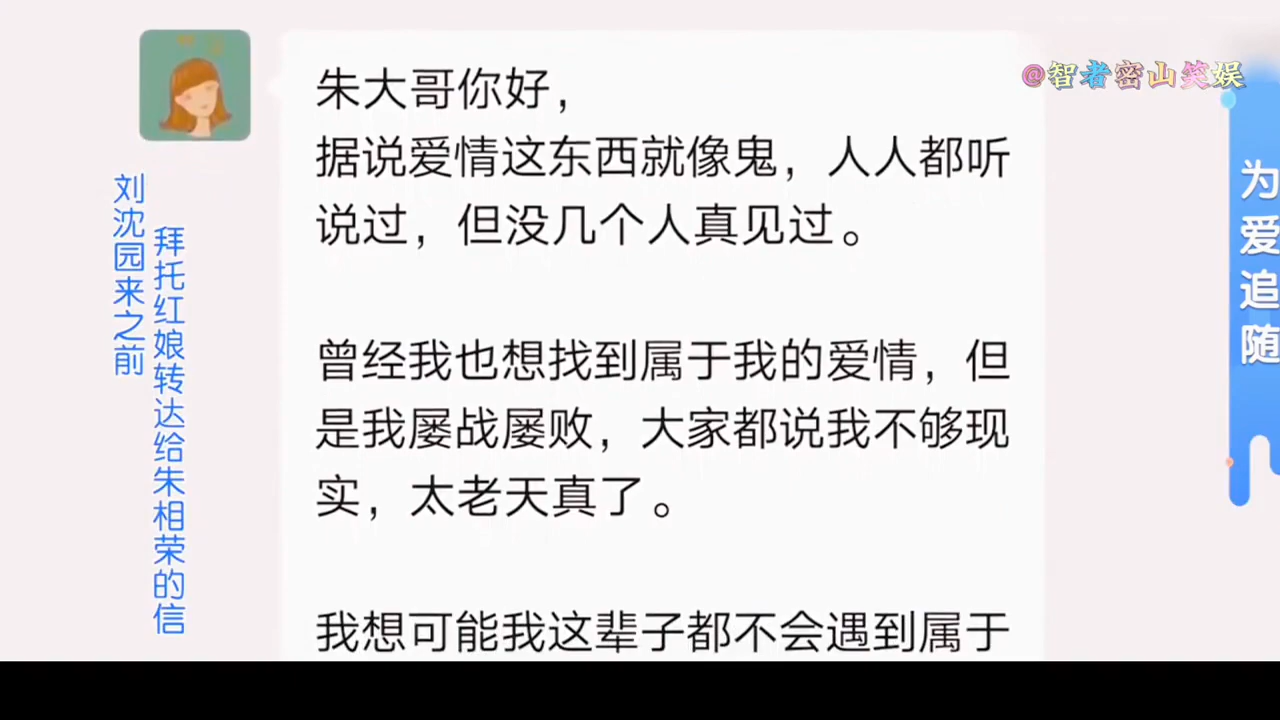 @智者密山笑娱
朱大哥你好，
据说爱情这东西就像鬼，人人都听
说过，但没几个人真见过。
曾经我也想找到属于我的爱情，但
是我屡战屡败，大家都说我不够现
实，太老天真了。
我想可能我这辈子都不会遇到属于
刘沈园来之前
拜托红娘转达给朱相荣的信
为爱追随